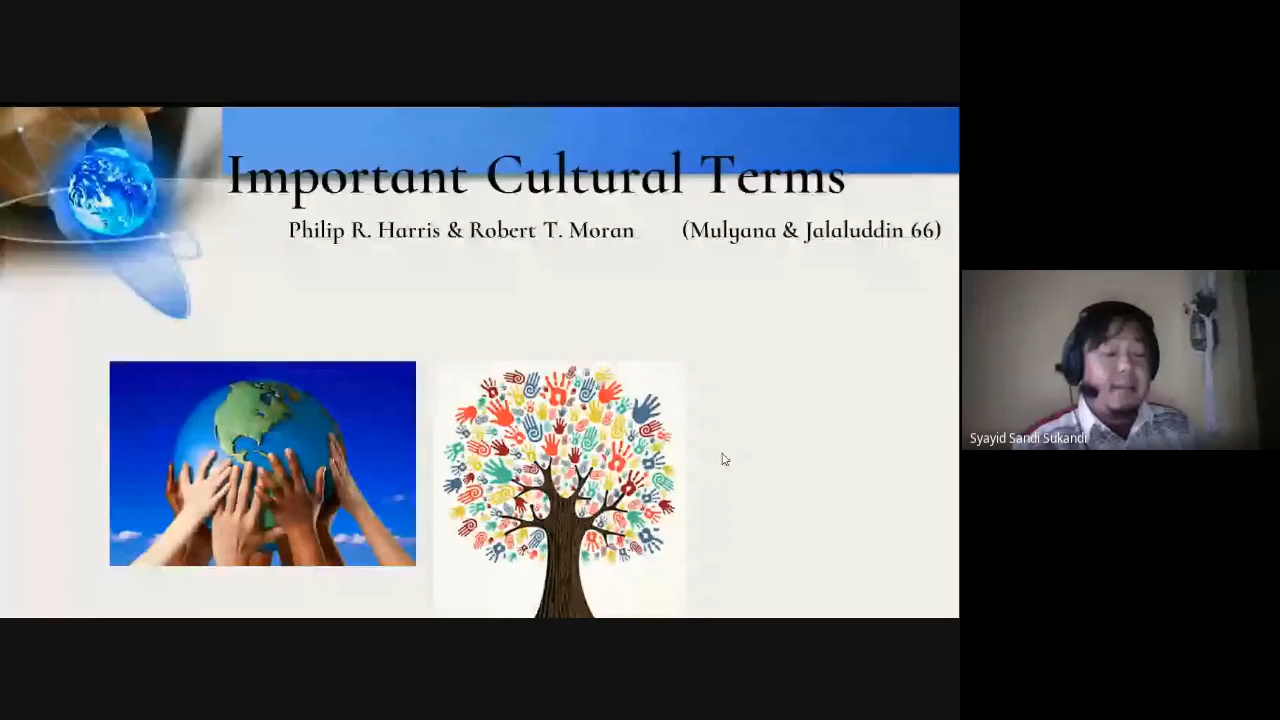 Important Cultural Terms
Philip R. Harris & Robert T. Moran (Mulyana & Jalaluddin 66)
Syayid Sandi Sukandi